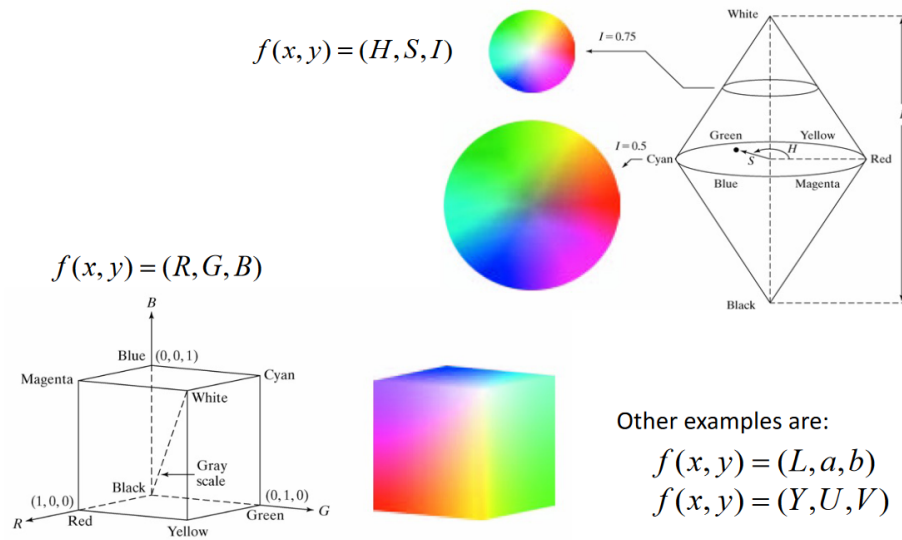 f(x, y) = (H, S, I)
I = 0.75
White
I
Green
Yellow
H
I = 0.5
Cyan
S
Red
Blue
Magenta
Black
f(x, y) = (R, G, B)
B
Blue
(0, 0, 1)
Magenta
Cyan
White
Gray
scale
Black
(1, 0, 0)
(0, 1, 0)
R
Red
Yellow
Green
G
Other examples are:
f(x, y) = (L, a, b)
f(x, y) = (Y, U, V)